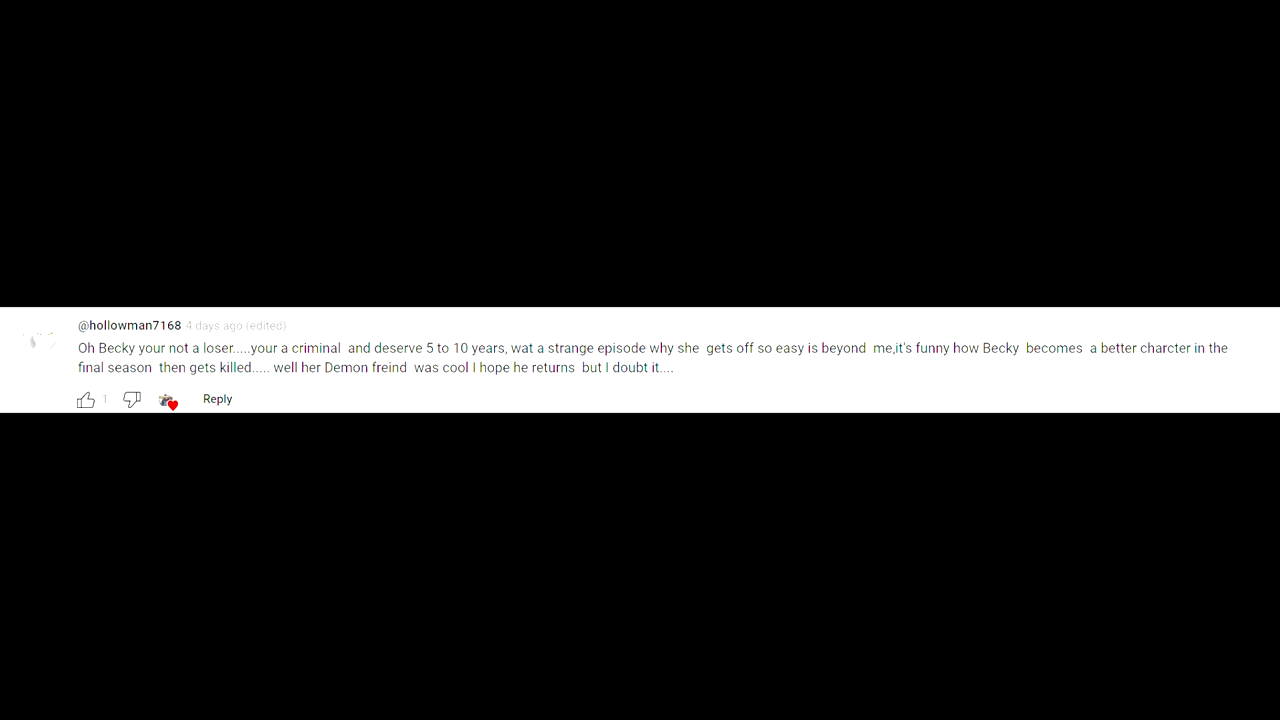 @hollowman7168 4 days ago (edited)
Oh Becky your not a loser.....your a criminal  and deserve 5 to 10 years, wat a strange episode why she  gets off so easy is beyond  me,it's funny how Becky  becomes  a better charcter in the
final season  then gets killed..... well her Demon freind  was cool I hope he returns  but I doubt it....
1 Reply